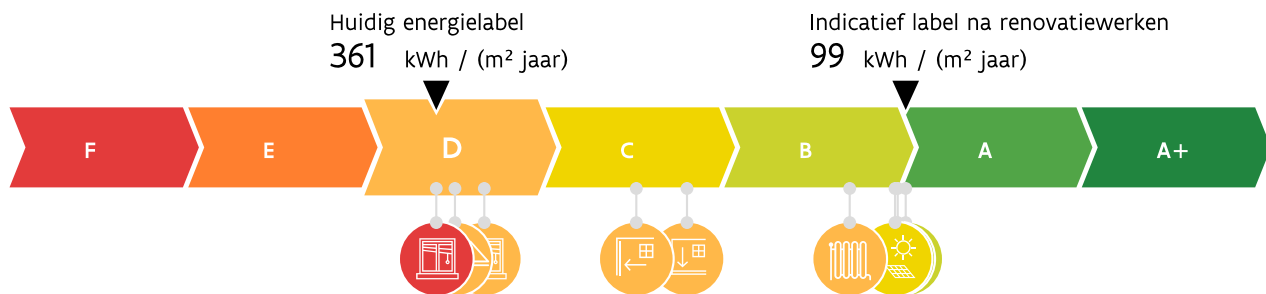 Huidig energielabel
361 kWh / (m² jaar)
Indicatief label na renovatiewerken
99 kWh / (m² jaar)
F E D C B A A+